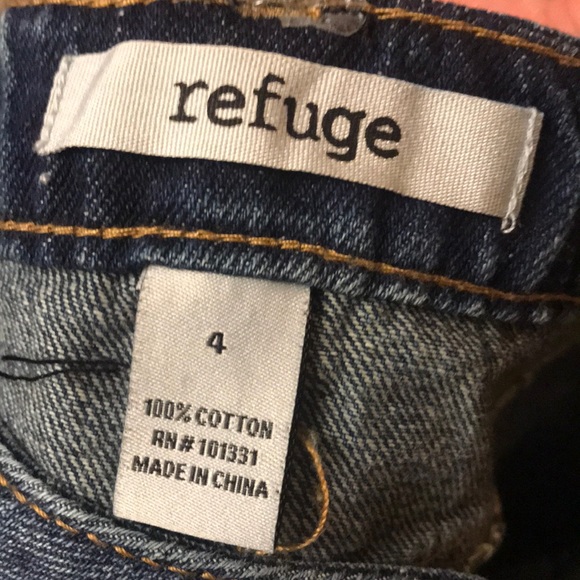 refuge
4
100% COTTON
RN# 101331
MADE IN CHINA